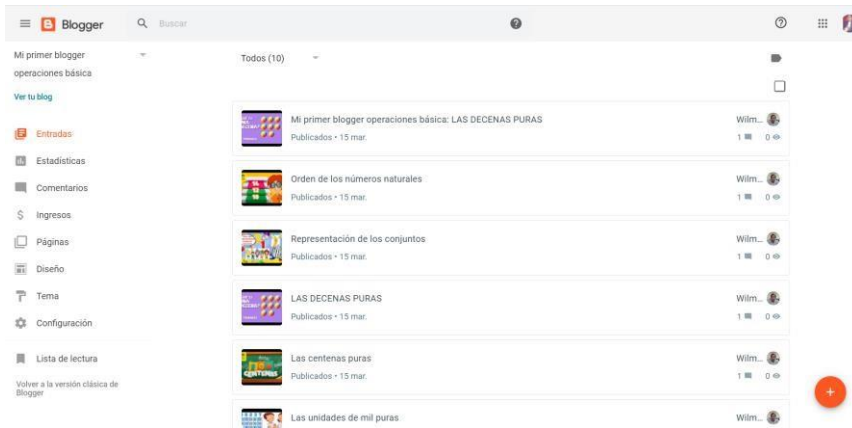 Blogger
Buscar
Mi primer blogger
operaciones básica
Ver tu blog
Entradas
Estadísticas
Comentarios
Ingresos
Páginas
Diseño
Tema
Configuración
Lista de lectura
Volver a la versión clásica de
Blogger
Todos (10)
Mi primer blogger operaciones básica: LAS DECENAS PURAS
Wilm...
Publicados • 15 mar.
1 0
Orden de los números naturales
Wilm...
Publicados • 15 mar.
1 0
Representación de los conjuntos
Wilm...
Publicados • 15 mar.
1 0
LAS DECENAS PURAS
Wilm...
Publicados • 15 mar.
1 0
Las centenas puras
Wilm...
Publicados • 15 mar.
1 0
Las unidades de mil puras
Wilm...